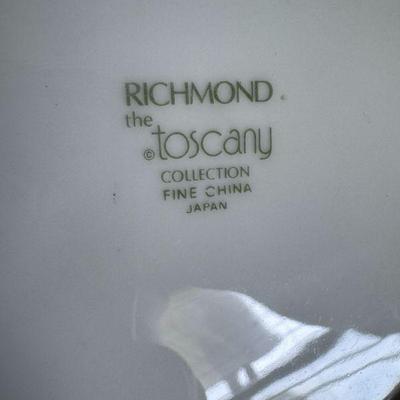 RICHMOND
the
©toscany
COLLECTION
FINE CHINA
JAPAN